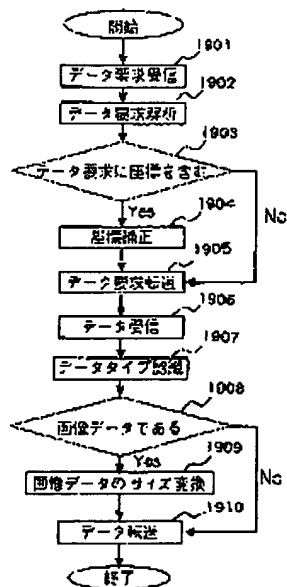 開始
1901
データ要求受信
1902
データ要求解析
1903
データ要求に座標を含む
Yes
No
1904
座標補正
1905
データ要求転送
1906
データ受信
1907
データタイプ認識
1908
画像データである
Yes
No
1909
画像データのサイズ変換
1910
データ転送
終了